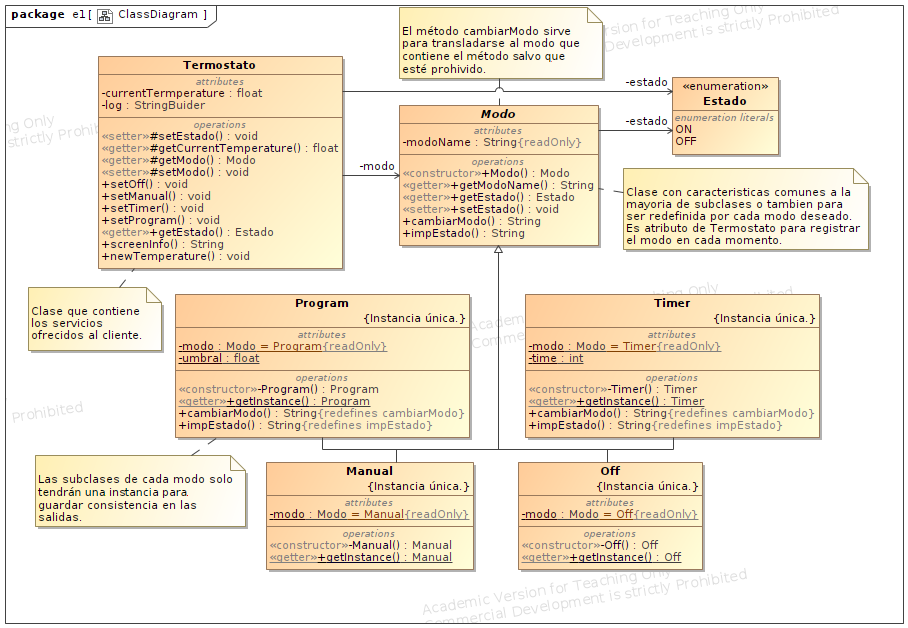 package e1[ ClassDiagram ]
El método cambiarModo sirve
para transladarse al modo que
contiene el método salvo que
esté prohivido.
Termostato
attributes
-currentTermperature : float
-log : StringBuider
operations
«setter»#setEstado() : void
«getter»#getCurrentTemperature() : float
«getter»#getModo() : Modo
«setter»#setModo() : void
+setOff() : void
+setManual() : void
+setTimer() : void
+setProgram() : void
«getter»+getEstado() : Estado
+screenInfo() : String
+newTemperature() : void
-estado
-estado
-modo
«enumeration»
Estado
enumeration literals
ON
OFF
Modo
attributes
-modoName : String{readOnly}
operations
«constructor»+Modo() : Modo
«getter»+getModoName() : String
«getter»+getEstado() : Estado
«setter»+setEstado() : void
+cambiarModo() : String
+impEstado() : String
Clase con caracteristicas comunes a la
mayoria de subclases o tambien para
ser redefinida por cada modo deseado.
Es atributo de Termostato para registrar
el modo en cada momento.
Clase que contiene
los servicios
ofrecidos al cliente.
Program
{Instancia única.}
attributes
-modo : Modo = Program{readOnly}
-umbral : float
operations
«constructor»-Program() : Program
«getter»+getInstance() : Program
+cambiarModo() : String{redefines cambiarModo}
+impEstado() : String{redefines impEstado}
Timer
{Instancia única.}
attributes
-modo : Modo = Timer{readOnly}
-time : int
operations
«constructor»-Timer() : Timer
«getter»+getInstance() : Timer
+cambiarModo() : String{redefines cambiarModo}
+impEstado() : String{redefines impEstado}
Las subclases de cada modo solo
tendrán una instancia para
guardar consistencia en las
salidas.
Manual
{Instancia única.}
attributes
-modo : Modo = Manual{readOnly}
operations
«constructor»-Manual() : Manual
«getter»+getInstance() : Manual
Off
{Instancia única.}
attributes
-modo : Modo = Off{readOnly}
operations
«constructor»-Off() : Off
«getter»+getInstance() : Off
Academic Version for Teaching Only
Commercial Development is strictly Prohibited